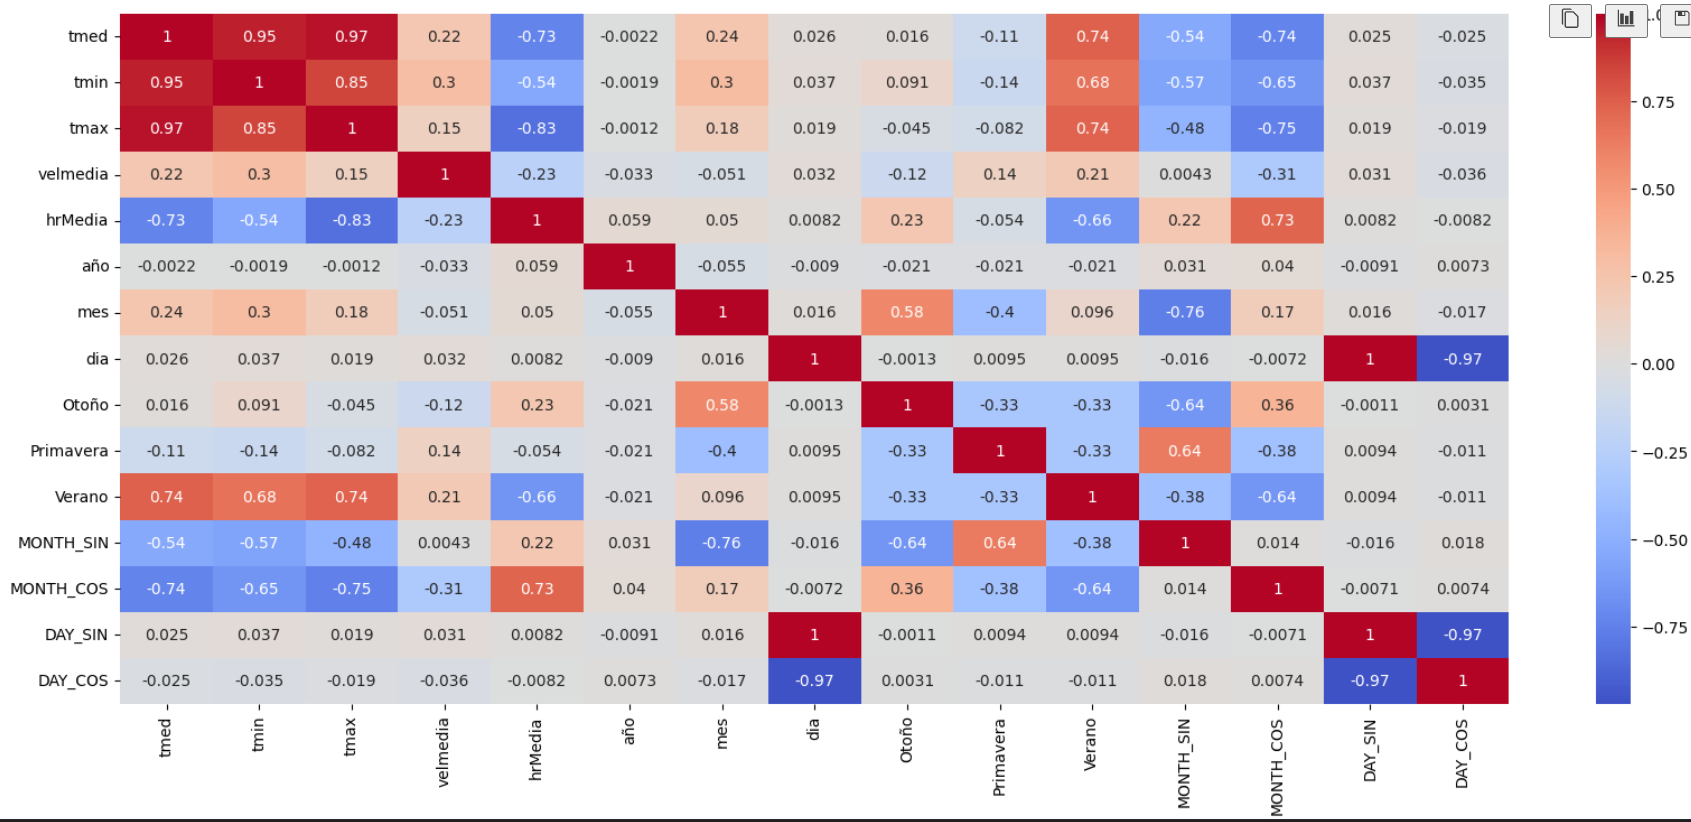 tmed 1 0.95 0.97 0.22 -0.73 -0.0022 0.24 0.026 0.016 -0.11 0.74 -0.54 -0.74 0.025 -0.025
tmin 0.95 1 0.85 0.3 -0.54 -0.0019 0.3 0.037 0.091 -0.14 0.68 -0.57 -0.65 0.037 -0.035
tmax 0.97 0.85 1 0.15 -0.83 -0.0012 0.18 0.019 -0.045 -0.082 0.74 -0.48 -0.75 0.019 -0.019
velmedia 0.22 0.3 0.15 1 -0.23 -0.033 -0.051 0.032 -0.12 0.14 0.21 0.0043 -0.31 0.031 -0.036
hrMedia -0.73 -0.54 -0.83 -0.23 1 0.059 0.05 0.0082 0.23 -0.054 -0.66 0.22 0.73 0.0082 -0.0082
año -0.0022 -0.0019 -0.0012 -0.033 0.059 1 -0.055 -0.009 -0.021 -0.021 -0.021 0.031 0.04 -0.0091 0.0073
mes 0.24 0.3 0.18 -0.051 0.05 -0.055 1 0.016 0.58 -0.4 0.096 -0.76 0.17 0.016 -0.017
dia 0.026 0.037 0.019 0.032 0.0082 -0.009 0.016 1 -0.0013 0.0095 0.0095 -0.016 -0.0072 1 -0.97
Otoño 0.016 0.091 -0.045 -0.12 0.23 -0.021 0.58 -0.0013 1 -0.33 -0.33 -0.64 0.36 -0.0011 0.0031
Primavera -0.11 -0.14 -0.082 0.14 -0.054 -0.021 -0.4 0.0095 -0.33 1 -0.33 0.64 -0.38 0.0094 -0.011
Verano 0.74 0.68 0.74 0.21 -0.66 -0.021 0.096 0.0095 -0.33 -0.33 1 -0.38 -0.64 0.0094 -0.011
MONTH_SIN -0.54 -0.57 -0.48 0.0043 0.22 0.031 -0.76 -0.016 -0.64 0.64 -0.38 1 0.014 -0.016 0.018
MONTH_COS -0.74 -0.65 -0.75 -0.31 0.73 0.04 0.17 -0.0072 0.36 -0.38 -0.64 0.014 1 -0.0071 0.0074
DAY_SIN 0.025 0.037 0.019 0.031 0.0082 -0.0091 0.016 1 -0.0011 0.0094 0.0094 -0.016 -0.0071 1 -0.97
DAY_COS -0.025 -0.035 -0.019 -0.036 -0.0082 0.0073 -0.017 -0.97 0.0031 -0.011 -0.011 0.018 0.0074 -0.97 1
tmed tmin tmax velmedia hrMedia año mes dia Otoño Primavera Verano MONTH_SIN MONTH_COS DAY_SIN DAY_COS
0.75
0.50
0.25
0.00
−0.25
−0.50
−0.75